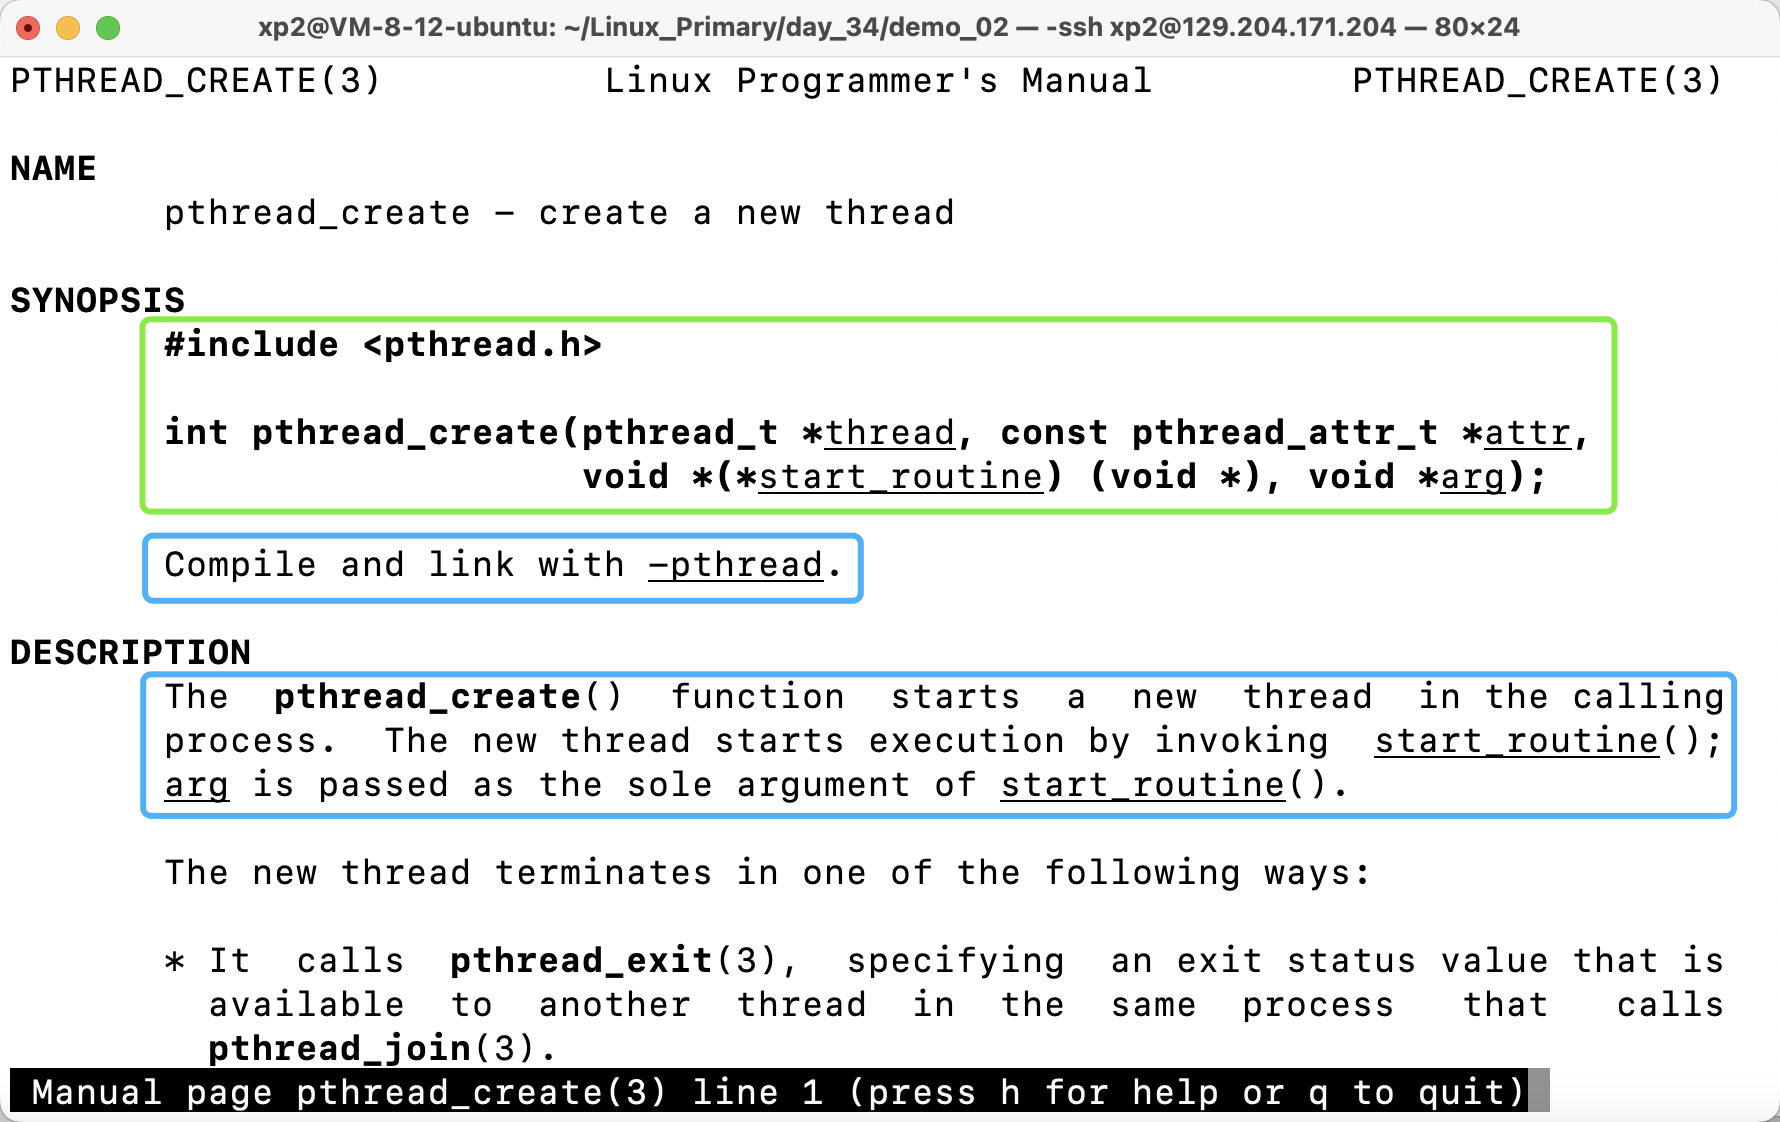 xp2@VM-8-12-ubuntu: ~/Linux_Primary/day_34/demo_02 — -ssh xp2@129.204.171.204 — 80×24
PTHREAD_CREATE(3) Linux Programmer's Manual PTHREAD_CREATE(3)
NAME
pthread_create – create a new thread
SYNOPSIS
#include <pthread.h>
int pthread_create(pthread_t *thread, const pthread_attr_t *attr,
void *(*start_routine) (void *), void *arg);
Compile and link with –pthread.
DESCRIPTION
The pthread_create() function starts a new thread in the calling
process. The new thread starts execution by invoking start_routine();
arg is passed as the sole argument of start_routine().
The new thread terminates in one of the following ways:
* It calls pthread_exit(3), specifying an exit status value that is
available to another thread in the same process that calls
pthread_join(3).
Manual page pthread_create(3) line 1 (press h for help or q to quit)